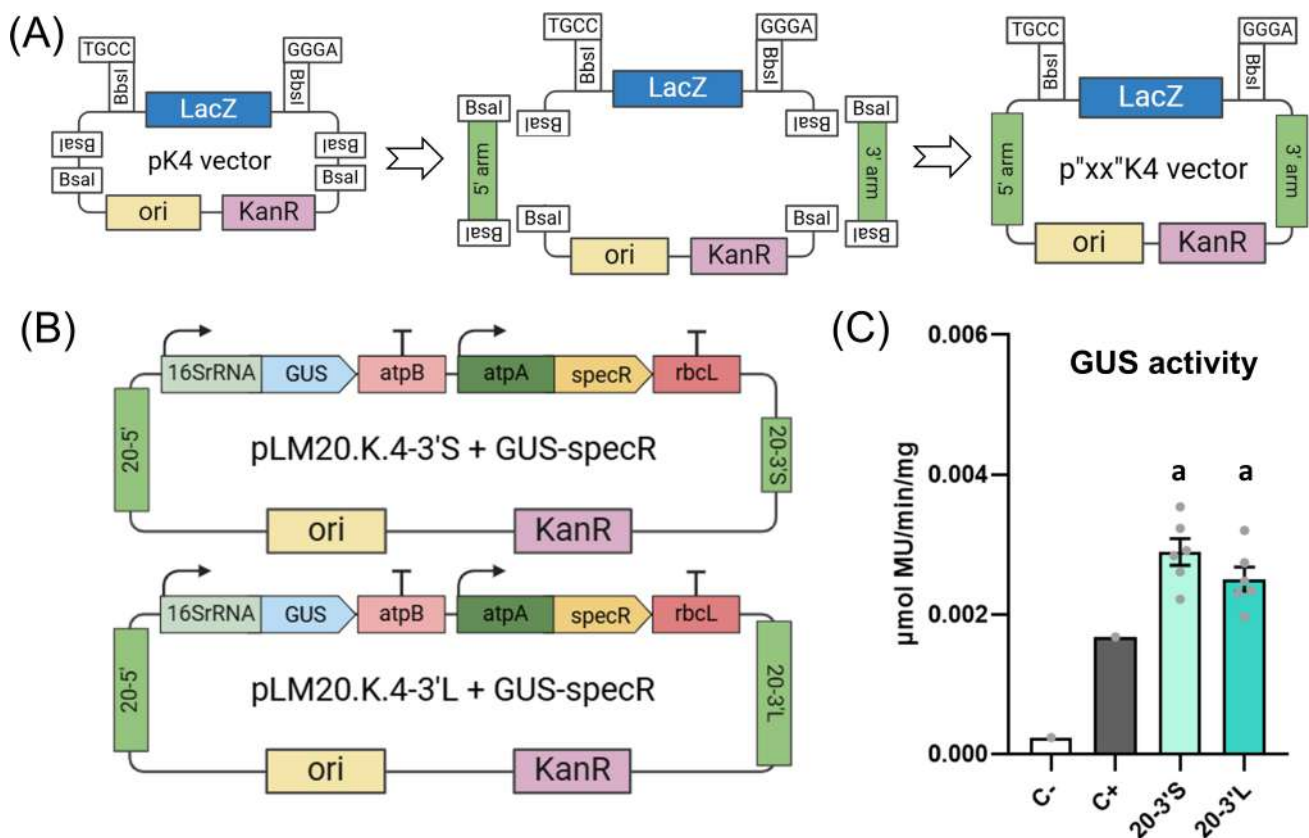 (A)
TGCC
GGGA
BbsI
BbsI
LacZ
BsaI
BsaI
pK4 vector
BsaI
BsaI
ori
KanR
TGCC
GGGA
BbsI
BbsI
LacZ
BsaI
BsaI
BsaI
BsaI
5' arm
3' arm
BsaI
BsaI
BsaI
BsaI
ori
KanR
TGCC
GGGA
BbsI
BbsI
LacZ
5' arm
p"xx"K4 vector
3' arm
ori
KanR
(B)
16SrRNA
GUS
atpB
atpA
specR
rbcL
20-5'
pLM20.K.4-3'S + GUS-specR
20-3'S
ori
KanR
16SrRNA
GUS
atpB
atpA
specR
rbcL
20-5'
pLM20.K.4-3'L + GUS-specR
20-3'L
ori
KanR
(C)
GUS activity
µmol MU/min/mg
0.006
0.004
0.002
0.000
a
a
C-
C+
20-3'S
20-3'L